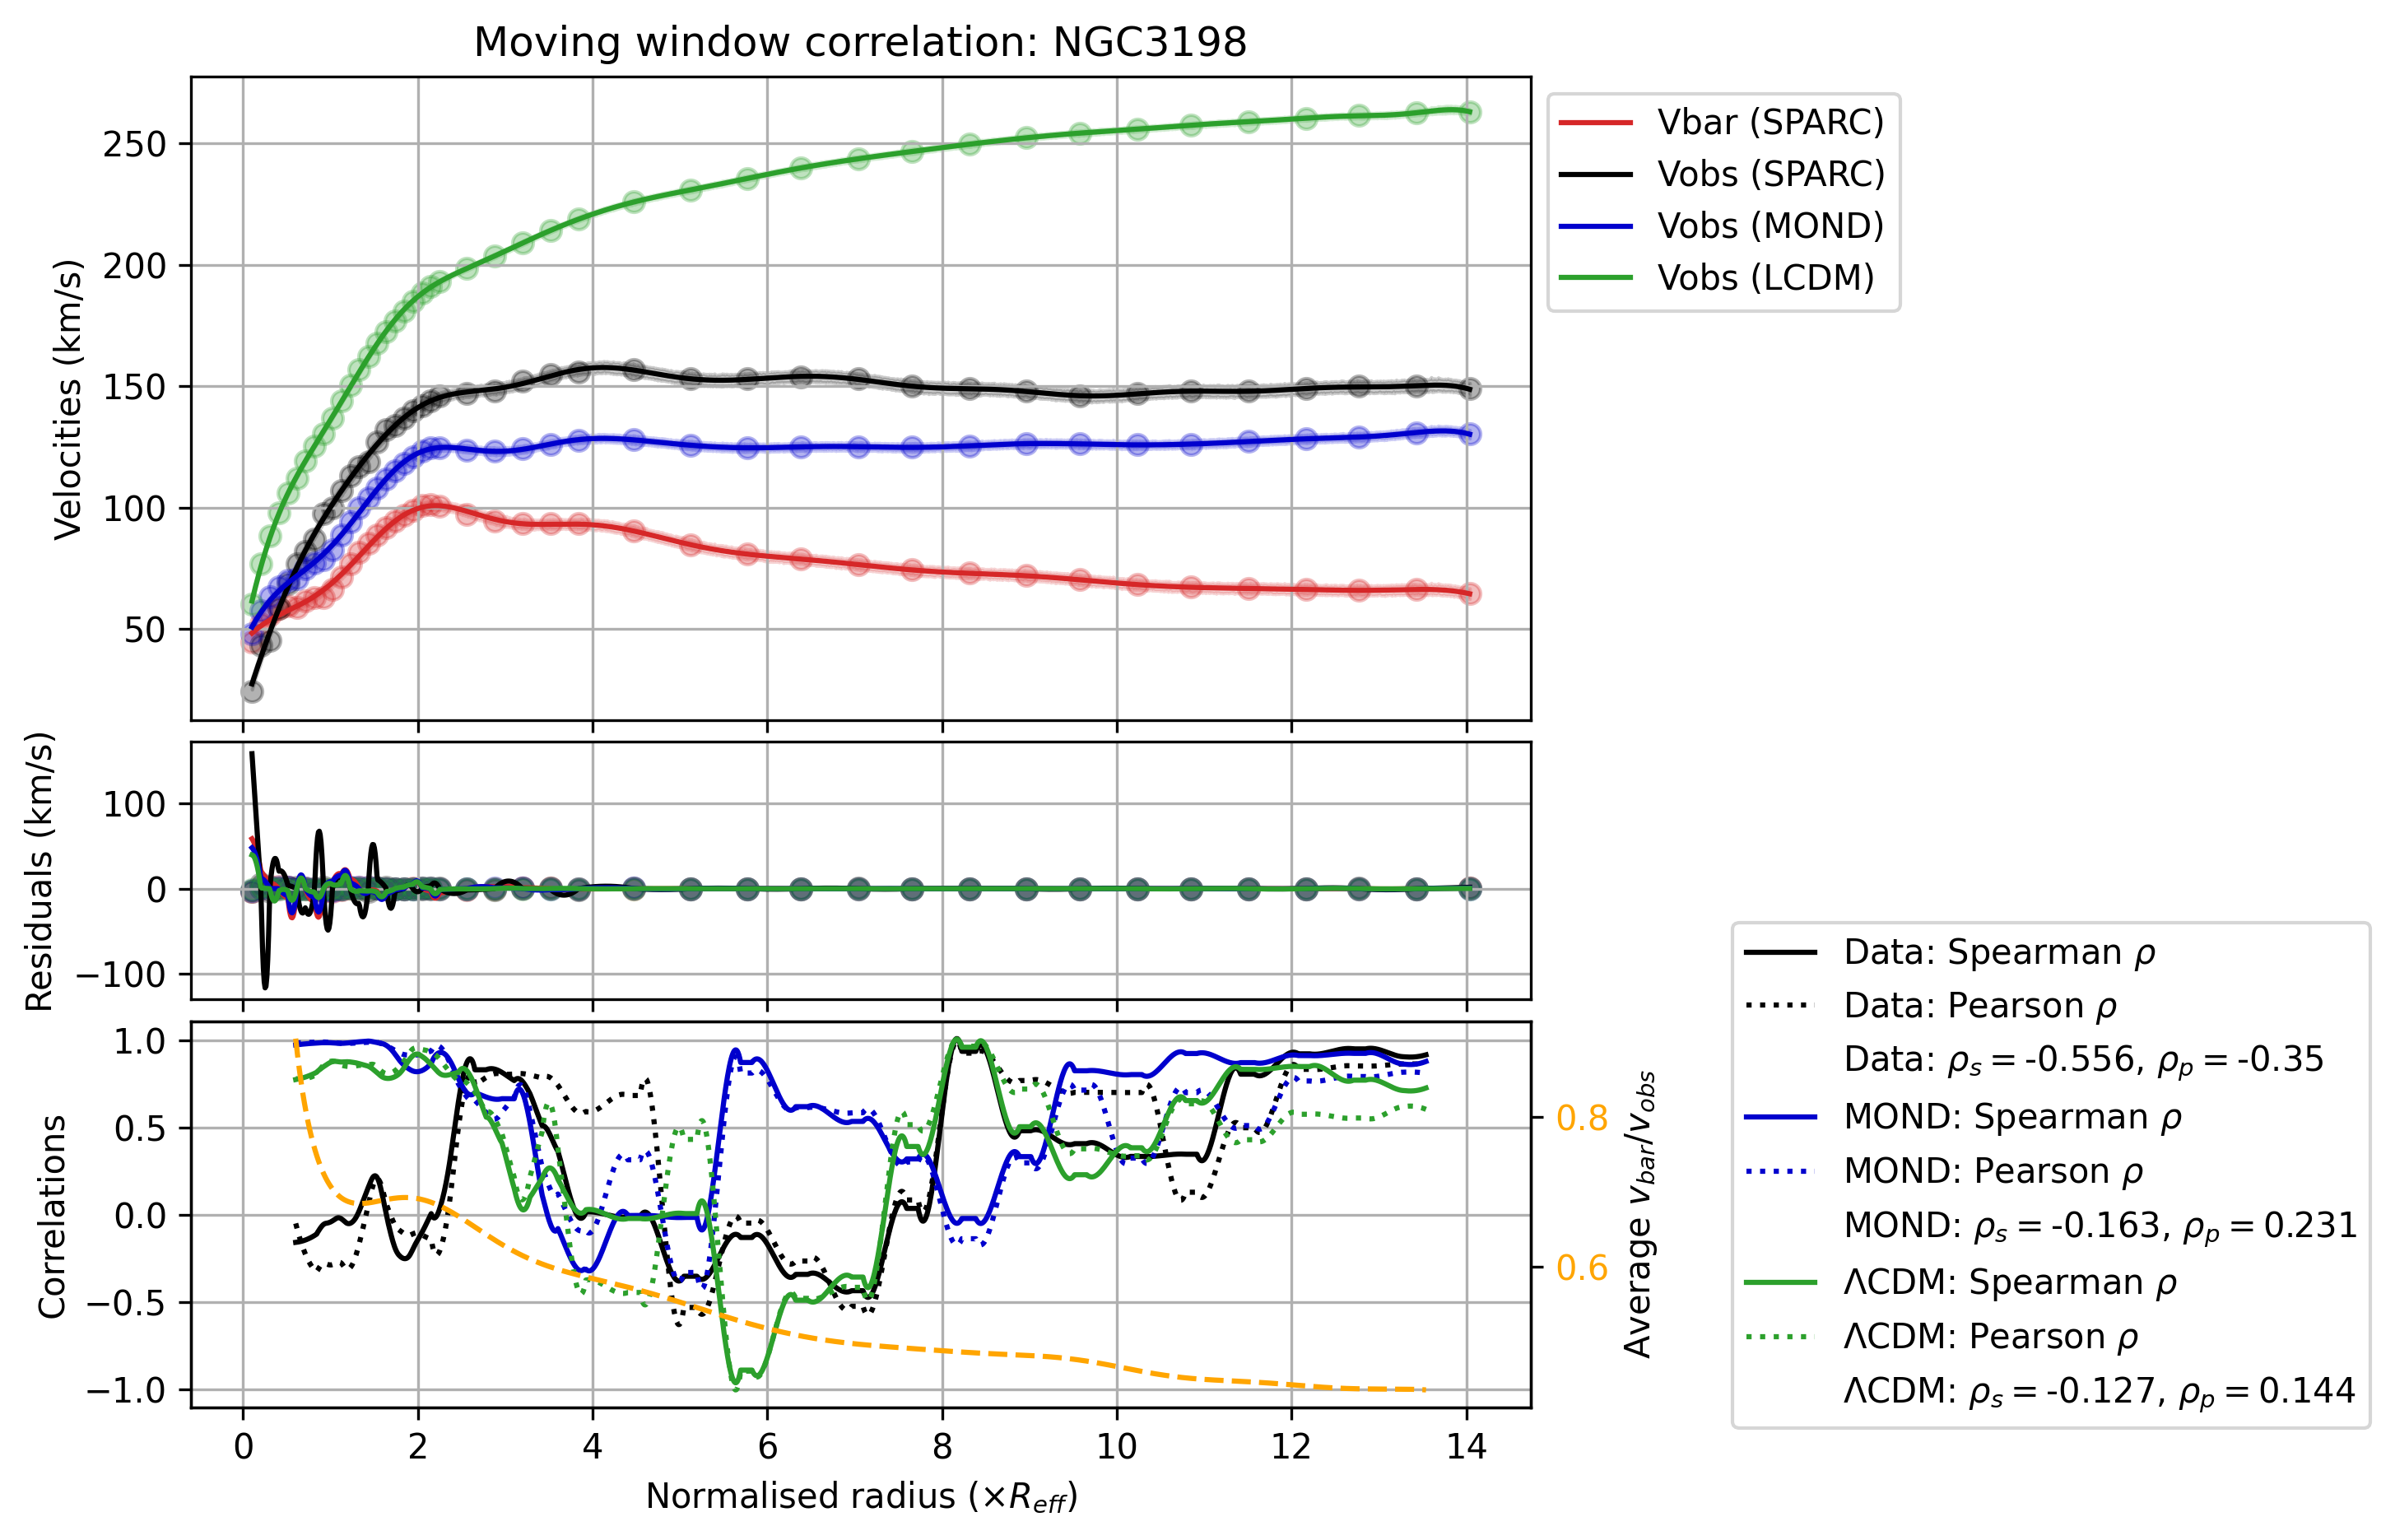 Moving window correlation: NGC3198
250
200
150
100
50
Velocities (km/s)
Vbar (SPARC)
Vobs (SPARC)
Vobs (MOND)
Vobs (LCDM)
100
0
−100
Residuals (km/s)
1.0
0.5
0.0
−0.5
−1.0
Correlations
0.8
0.6
Average v_bar/v_obs
0 2 4 6 8 10 12 14
Normalised radius (×R_eff)
Data: Spearman ρ
Data: Pearson ρ
Data: ρ_s = -0.556, ρ_p = -0.35
MOND: Spearman ρ
MOND: Pearson ρ
MOND: ρ_s = -0.163, ρ_p = 0.231
ΛCDM: Spearman ρ
ΛCDM: Pearson ρ
ΛCDM: ρ_s = -0.127, ρ_p = 0.144